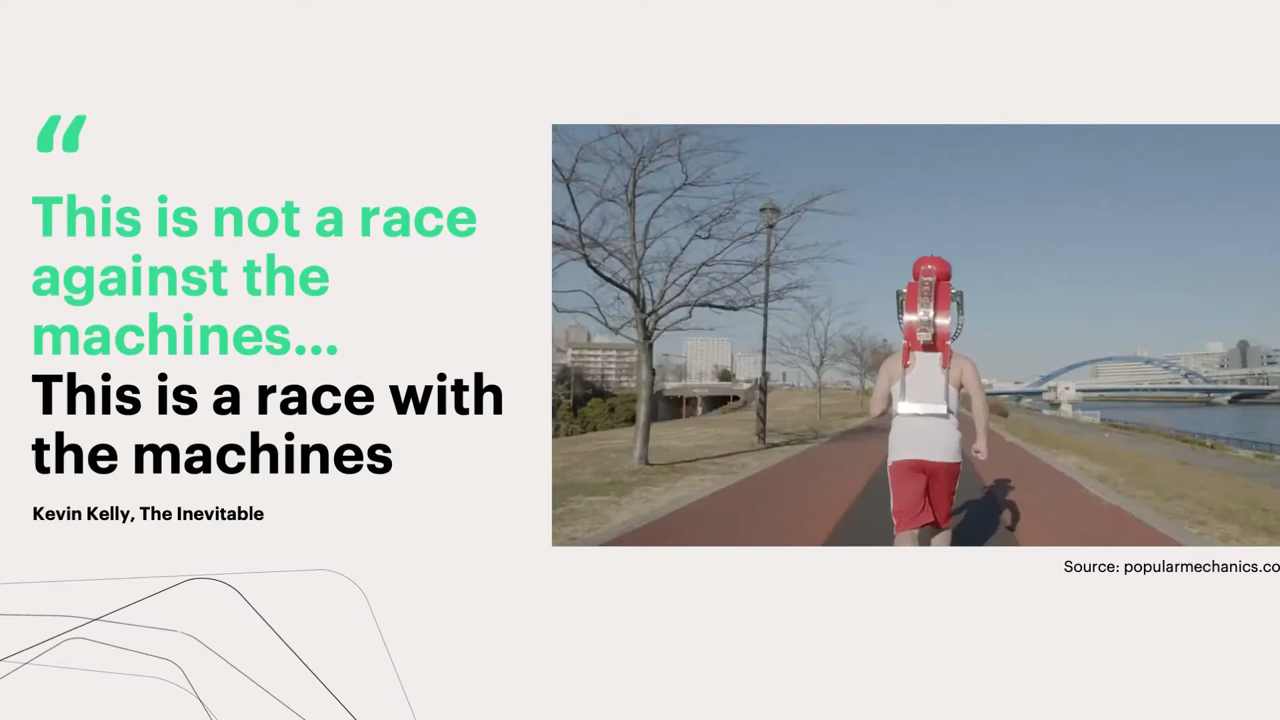 “
This is not a race
against the
machines...
This is a race with
the machines
Kevin Kelly, The Inevitable
Source: popularmechanics.co